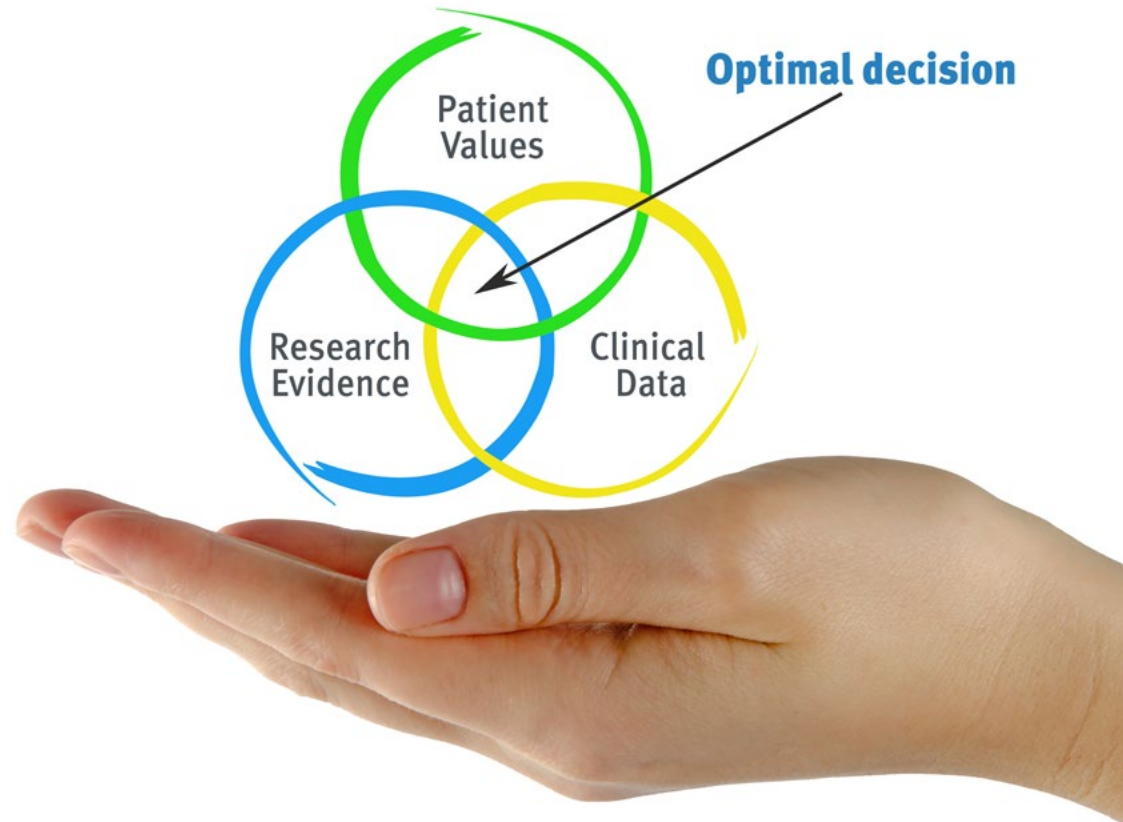 Optimal decision
Patient
Values
Research
Evidence
Clinical
Data